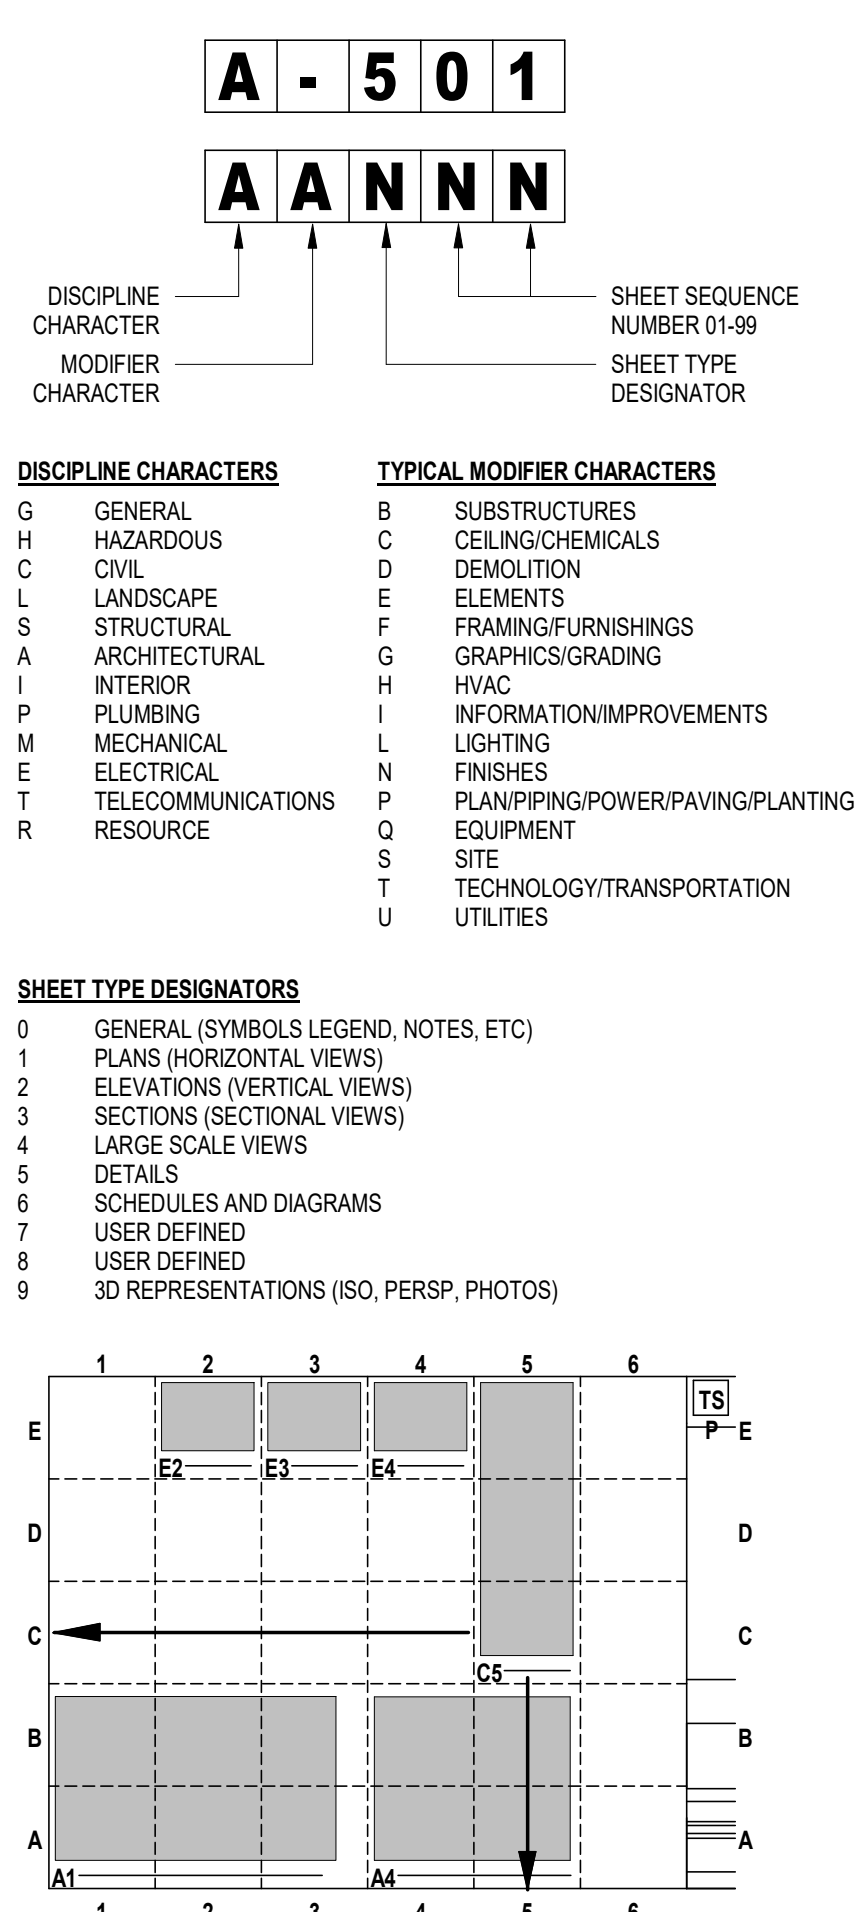 A - 5 0 1
A A N N N
DISCIPLINE
CHARACTER
MODIFIER
CHARACTER
SHEET SEQUENCE
NUMBER 01-99
SHEET TYPE
DESIGNATOR
DISCIPLINE CHARACTERS
G GENERAL
H HAZARDOUS
C CIVIL
L LANDSCAPE
S STRUCTURAL
A ARCHITECTURAL
I INTERIOR
P PLUMBING
M MECHANICAL
E ELECTRICAL
T TELECOMMUNICATIONS
R RESOURCE
TYPICAL MODIFIER CHARACTERS
B SUBSTRUCTURES
C CEILING/CHEMICALS
D DEMOLITION
E ELEMENTS
F FRAMING/FURNISHINGS
G GRAPHICS/GRADING
H HVAC
I INFORMATION/IMPROVEMENTS
L LIGHTING
N FINISHES
P PLAN/PIPING/POWER/PAVING/PLANTING
Q EQUIPMENT
S SITE
T TECHNOLOGY/TRANSPORTATION
U UTILITIES
SHEET TYPE DESIGNATORS
0 GENERAL (SYMBOLS LEGEND, NOTES, ETC)
1 PLANS (HORIZONTAL VIEWS)
2 ELEVATIONS (VERTICAL VIEWS)
3 SECTIONS (SECTIONAL VIEWS)
4 LARGE SCALE VIEWS
5 DETAILS
6 SCHEDULES AND DIAGRAMS
7 USER DEFINED
8 USER DEFINED
9 3D REPRESENTATIONS (ISO, PERSP, PHOTOS)
1 2 3 4 5 6
TS
P
E E
E2 E3 E4
D D
C C
C5
B B
A A
A1 A4
1 2 3 4 5 6